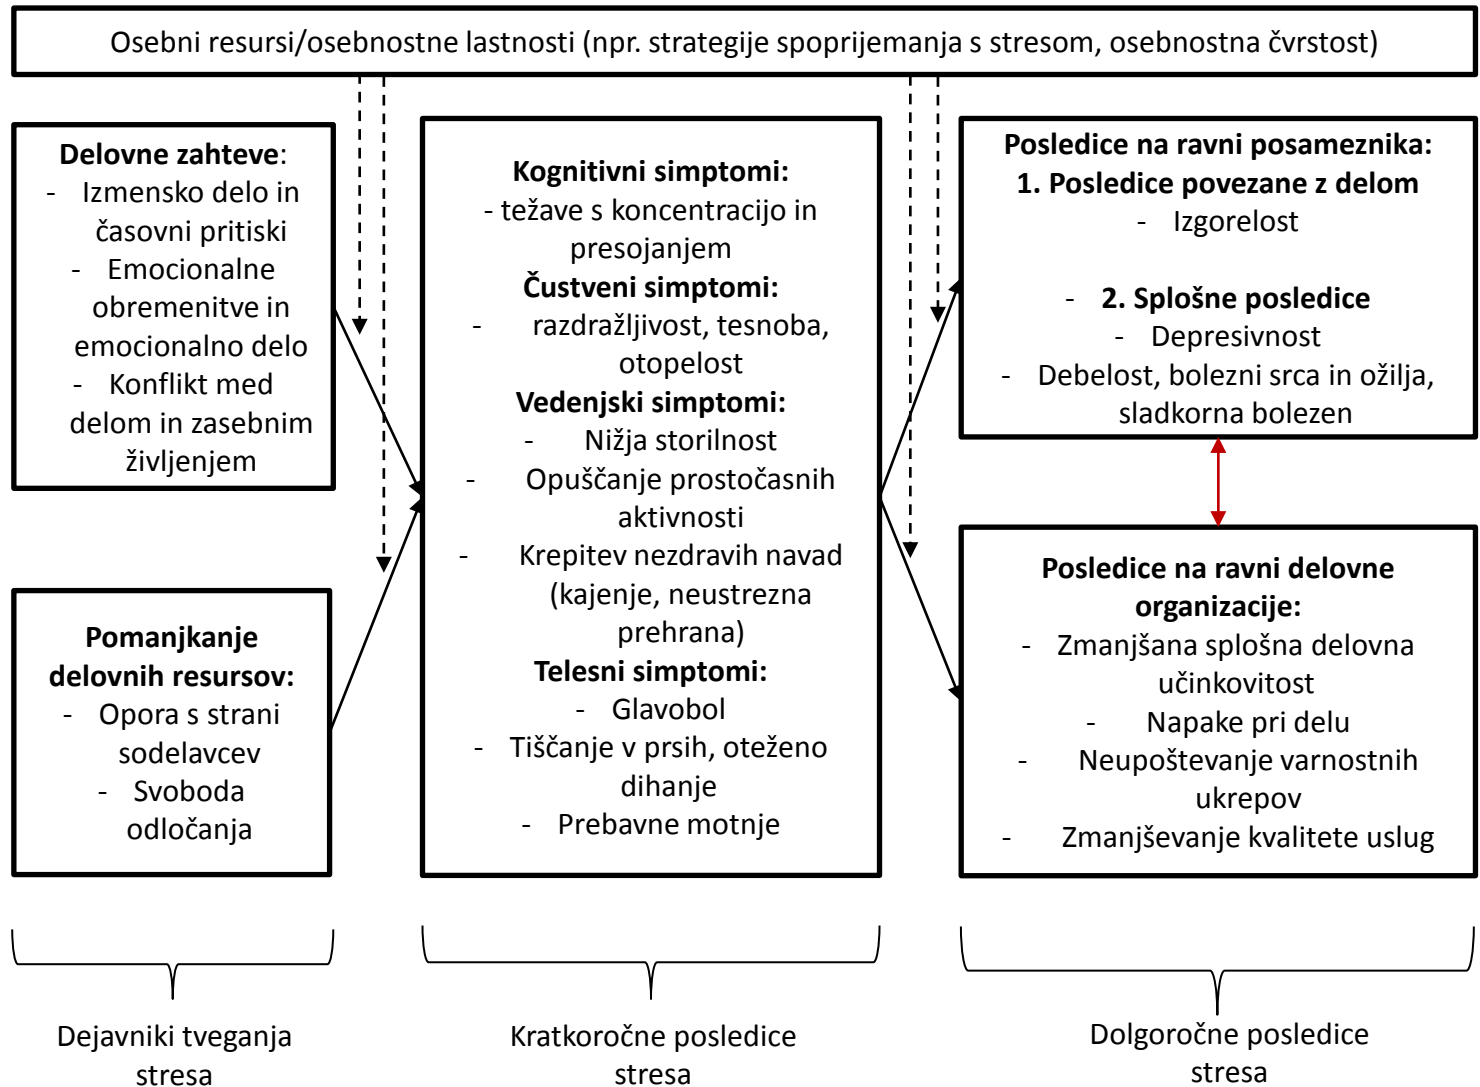 Osebni resursi/osebnostne lastnosti (npr. strategije spoprijemanja s stresom, osebnostna čvrstost)
Delovne zahteve:
- Izmensko delo in
časovni pritiski
- Emocionalne
obremenitve in
emocionalno delo
- Konflikt med
delom in zasebnim
življenjem
Pomanjkanje
delovnih resursov:
- Opora s strani
sodelavcev
- Svoboda
odločanja
Kognitivni simptomi:
- težave s koncentracijo in
presojanjem
Čustveni simptomi:
- razdražljivost, tesnoba,
otopelost
Vedenjski simptomi:
- Nižja storilnost
- Opuščanje prostočasnih
aktivnosti
- Krepitev nezdravih navad
(kajenje, neustrezna
prehrana)
Telesni simptomi:
- Glavobol
- Tiščanje v prsih, oteženo
dihanje
- Prebavne motnje
Posledice na ravni posameznika:
1. Posledice povezane z delom
- Izgorelost
- 2. Splošne posledice
- Depresivnost
- Debelost, bolezni srca in ožilja,
sladkorna bolezen
Posledice na ravni delovne
organizacije:
- Zmanjšana splošna delovna
učinkovitost
- Napake pri delu
- Neupoštevanje varnostnih
ukrepov
- Zmanjševanje kvalitete uslug
Dejavniki tveganja
stresa
Kratkoročne posledice
stresa
Dolgoročne posledice
stresa